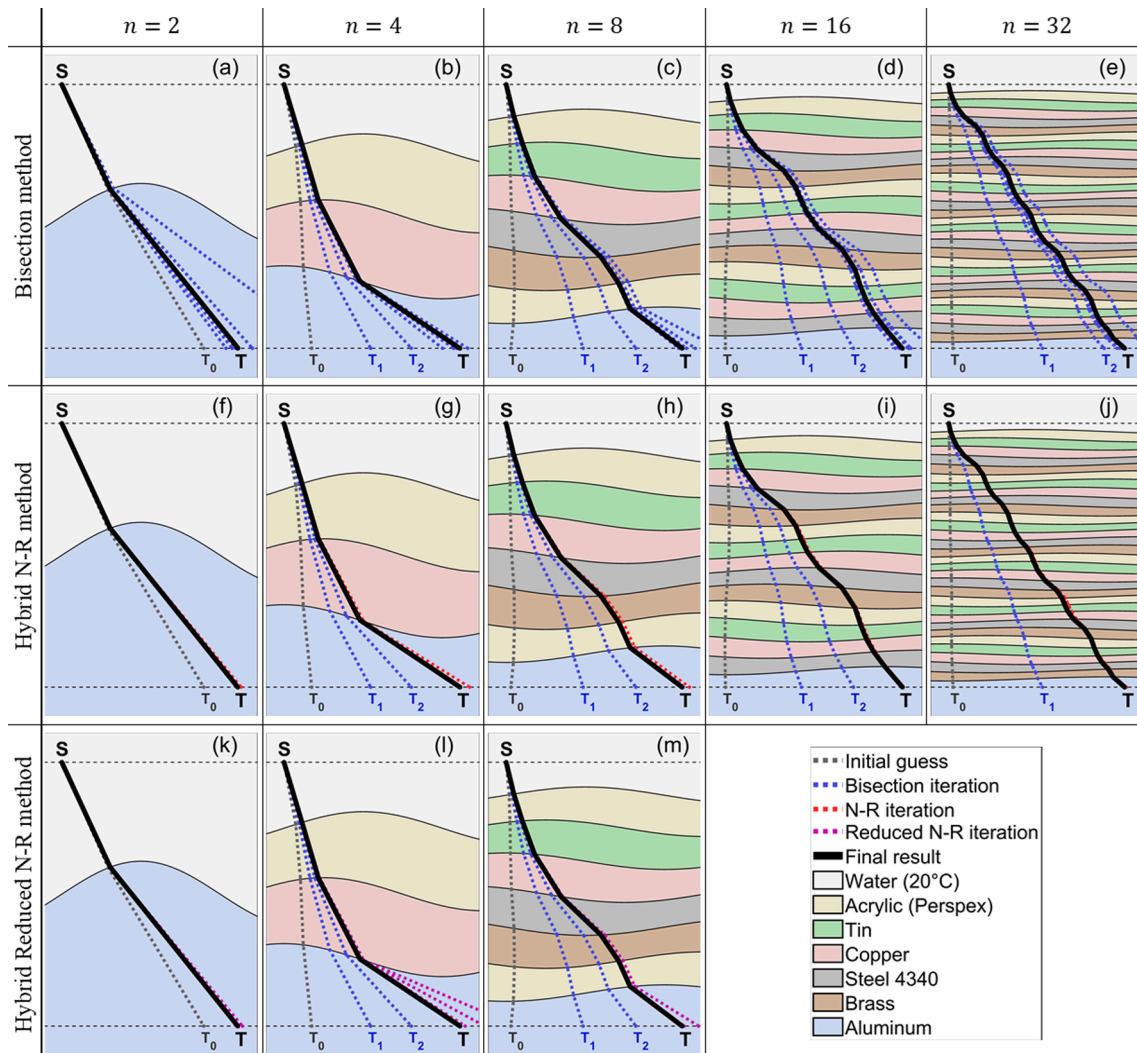 n = 2 n = 4 n = 8 n = 16 n = 32
Bisection method
S (a) S (b) S (c) S (d) S (e)
T0 T T0 T1 T2 T T0 T1 T2 T T0 T1 T2 T T0 T1 T2 T
Hybrid N-R method
S (f) S (g) S (h) S (i) S (j)
T0 T T0 T1 T2 T T0 T1 T2 T T0 T1 T2 T T0 T1 T
Hybrid Reduced N-R method
S (k) S (l) S (m)
T0 T T0 T1 T2 T T0 T1 T2 T
Initial guess
Bisection iteration
N-R iteration
Reduced N-R iteration
Final result
Water (20°C)
Acrylic (Perspex)
Tin
Copper
Steel 4340
Brass
Aluminum